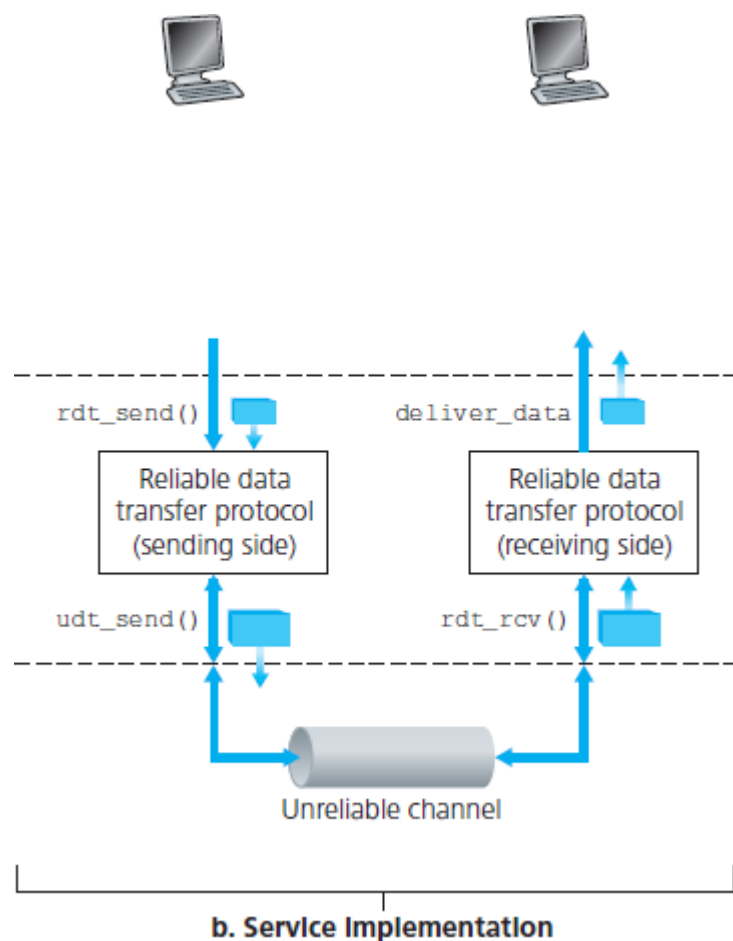 rdt_send()
deliver_data
Reliable data
transfer protocol
(sending side)
Reliable data
transfer protocol
(receiving side)
udt_send()
rdt_rcv()
Unreliable channel
b. Service implementation